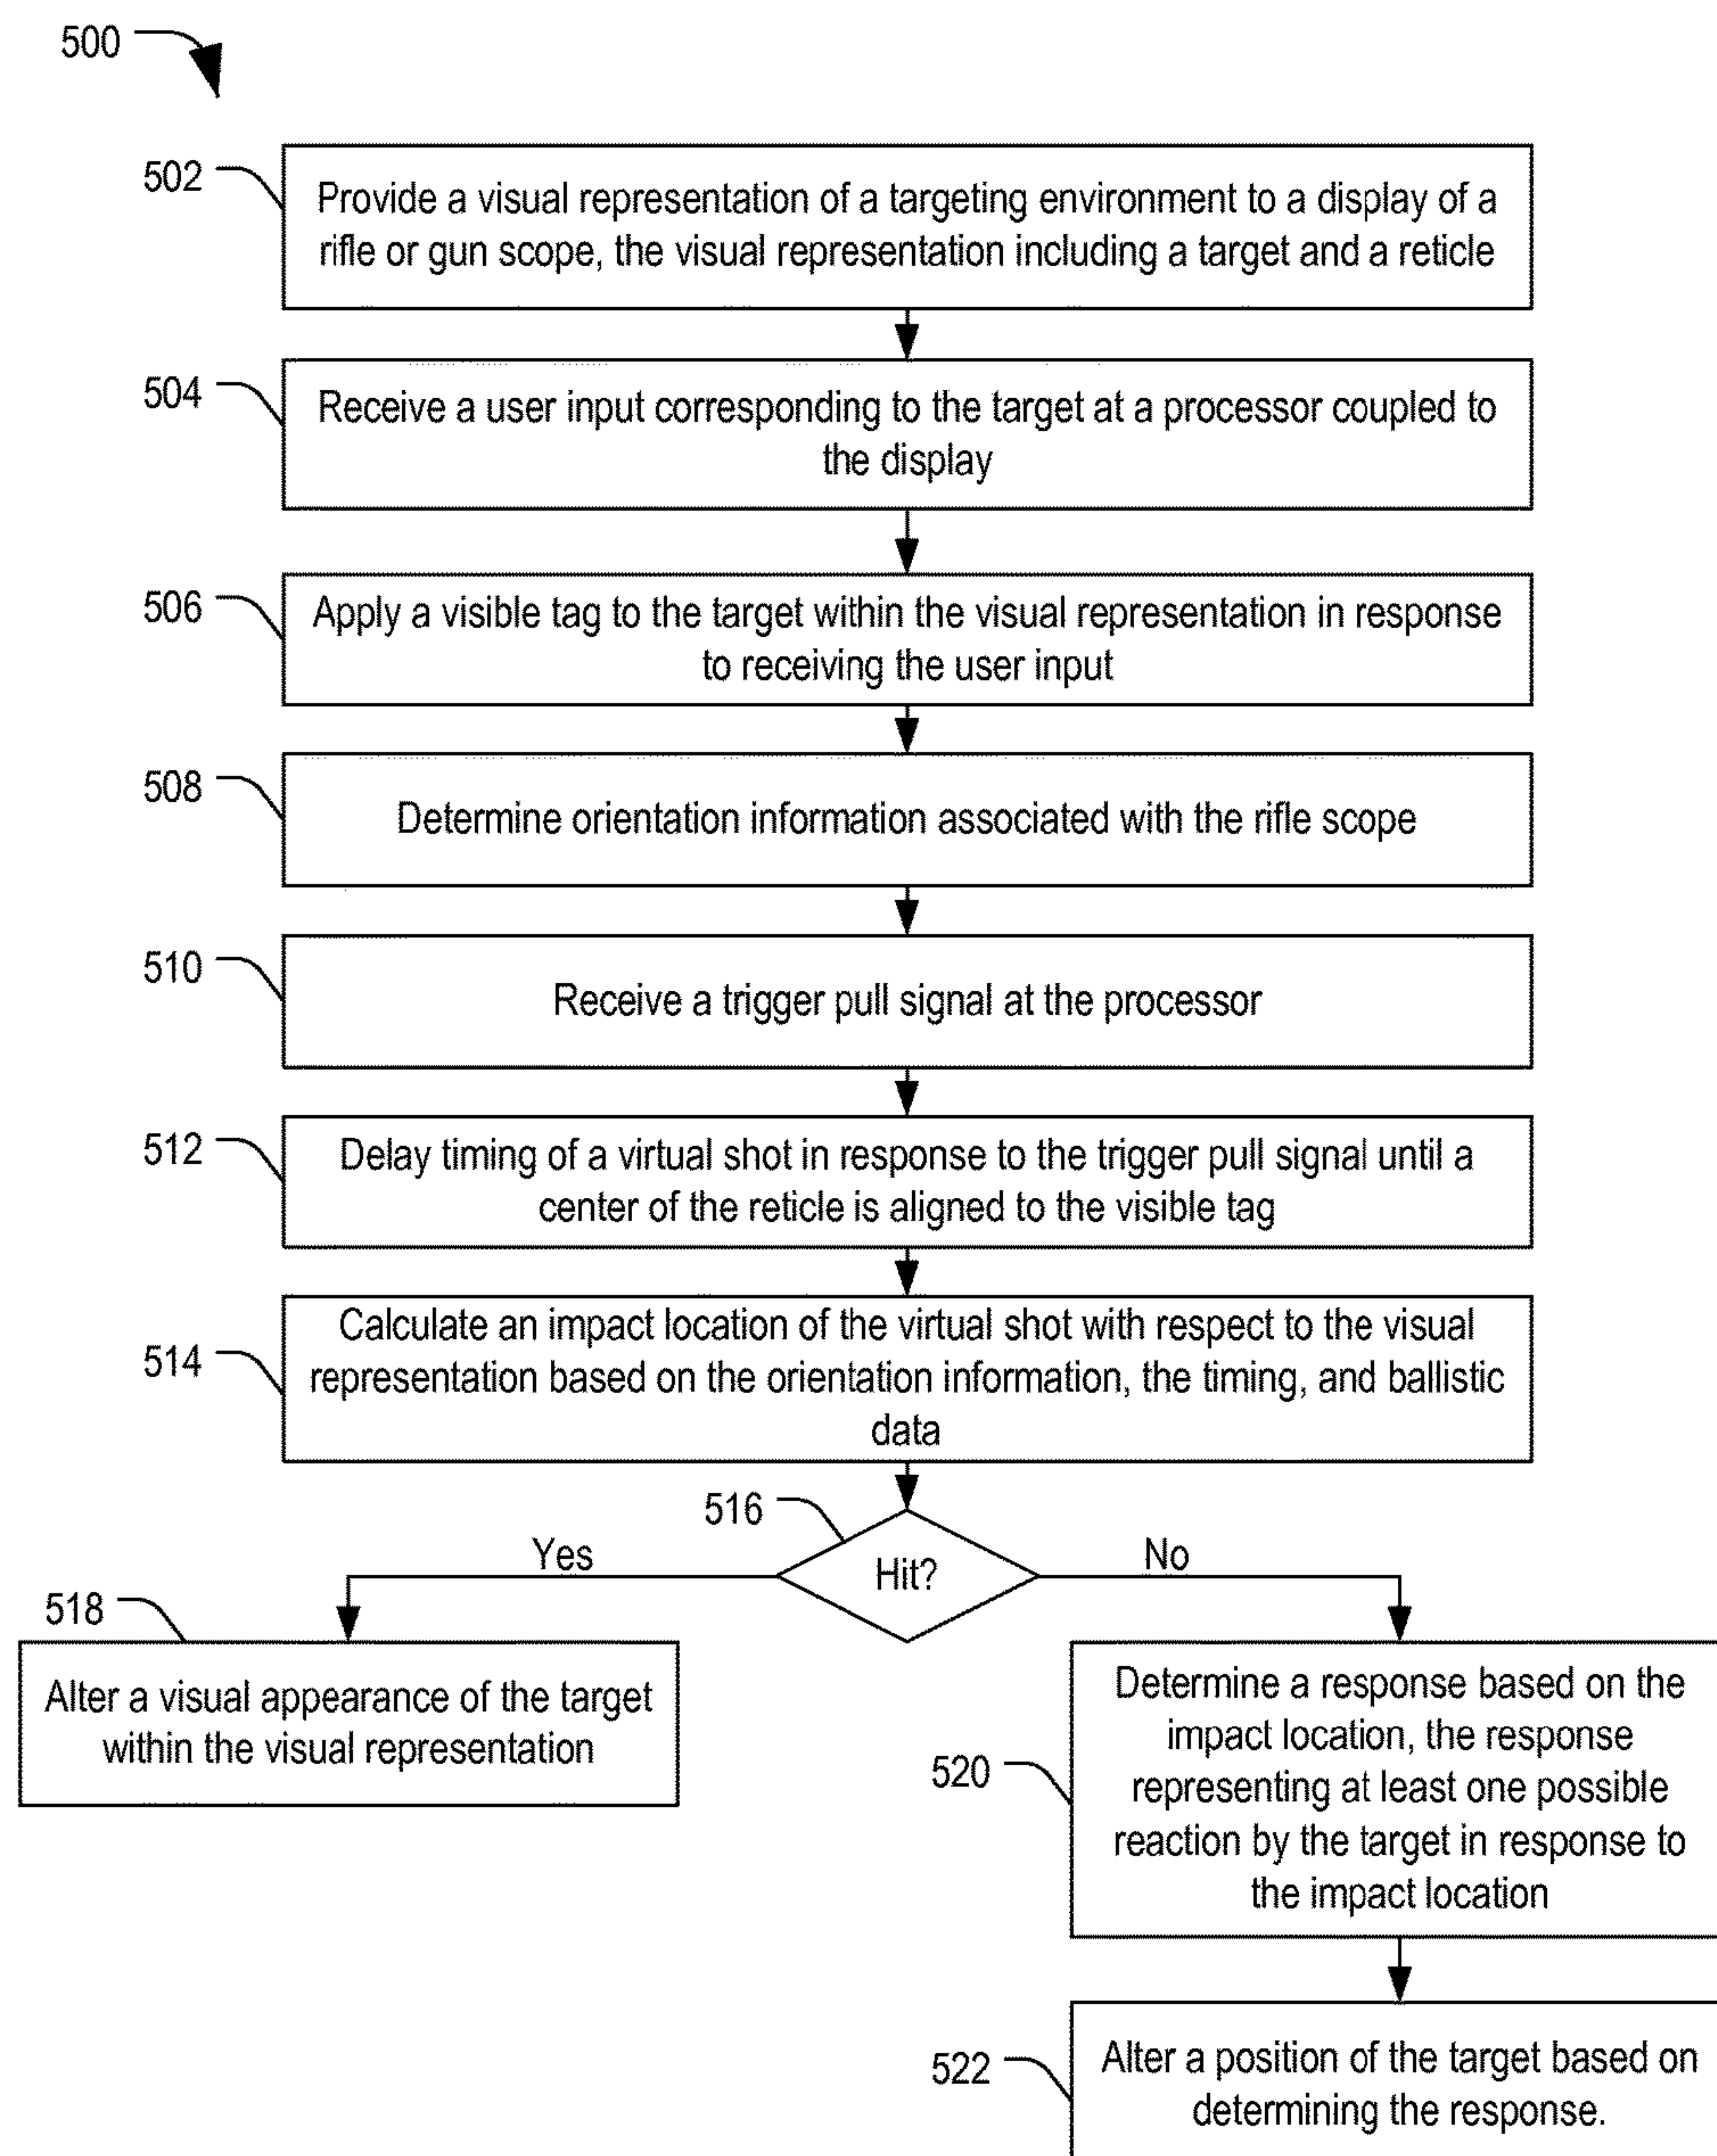 500
502
Provide a visual representation of a targeting environment to a display of a
rifle or gun scope, the visual representation including a target and a reticle
504
Receive a user input corresponding to the target at a processor coupled to
the display
506
Apply a visible tag to the target within the visual representation in response
to receiving the user input
508
Determine orientation information associated with the rifle scope
510
Receive a trigger pull signal at the processor
512
Delay timing of a virtual shot in response to the trigger pull signal until a
center of the reticle is aligned to the visible tag
514
Calculate an impact location of the virtual shot with respect to the visual
representation based on the orientation information, the timing, and ballistic
data
516
Hit?
Yes
No
518
Alter a visual appearance of the target
within the visual representation
520
Determine a response based on the
impact location, the response
representing at least one possible
reaction by the target in response to
the impact location
522
Alter a position of the target based on
determining the response.